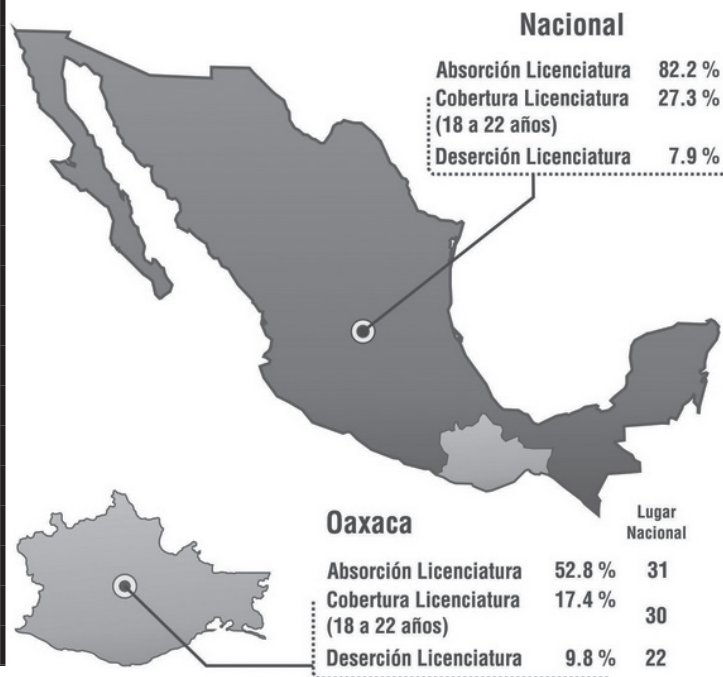 Nacional
Absorción Licenciatura 82.2 %
Cobertura Licenciatura 27.3 %
(18 a 22 años)
Deserción Licenciatura 7.9 %
Oaxaca
Lugar
Nacional
Absorción Licenciatura 52.8 % 31
Cobertura Licenciatura 17.4 %
(18 a 22 años) 30
Deserción Licenciatura 9.8 % 22